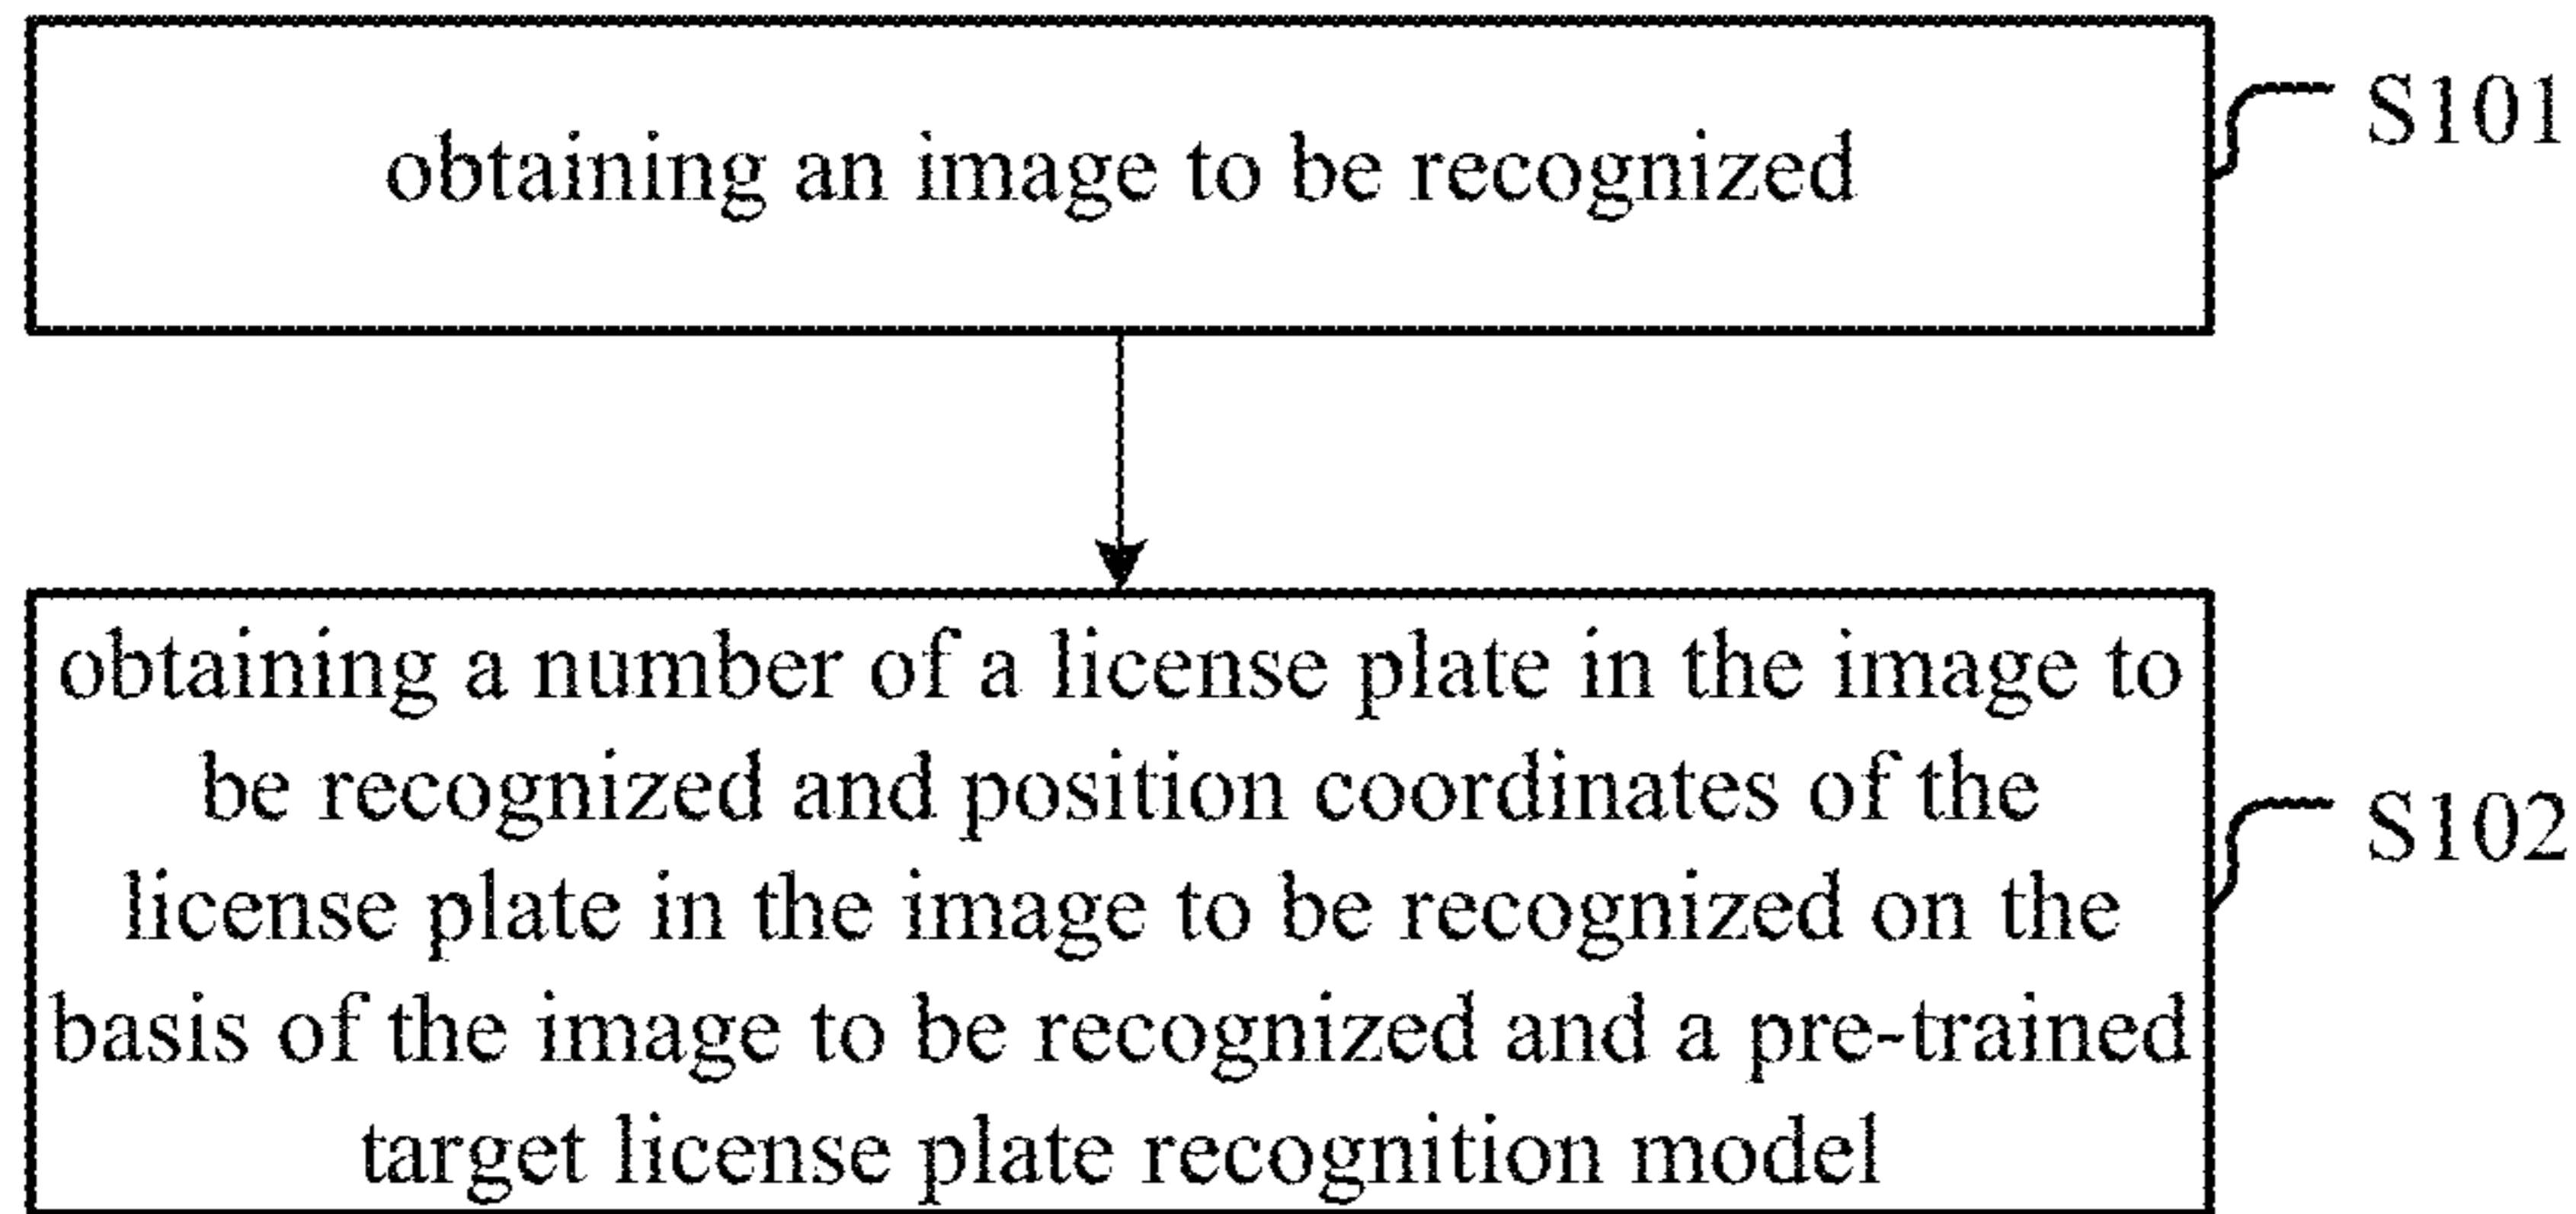 obtaining an image to be recognized
S101
obtaining a number of a license plate in the image to
be recognized and position coordinates of the
license plate in the image to be recognized on the
basis of the image to be recognized and a pre-trained
target license plate recognition model
S102